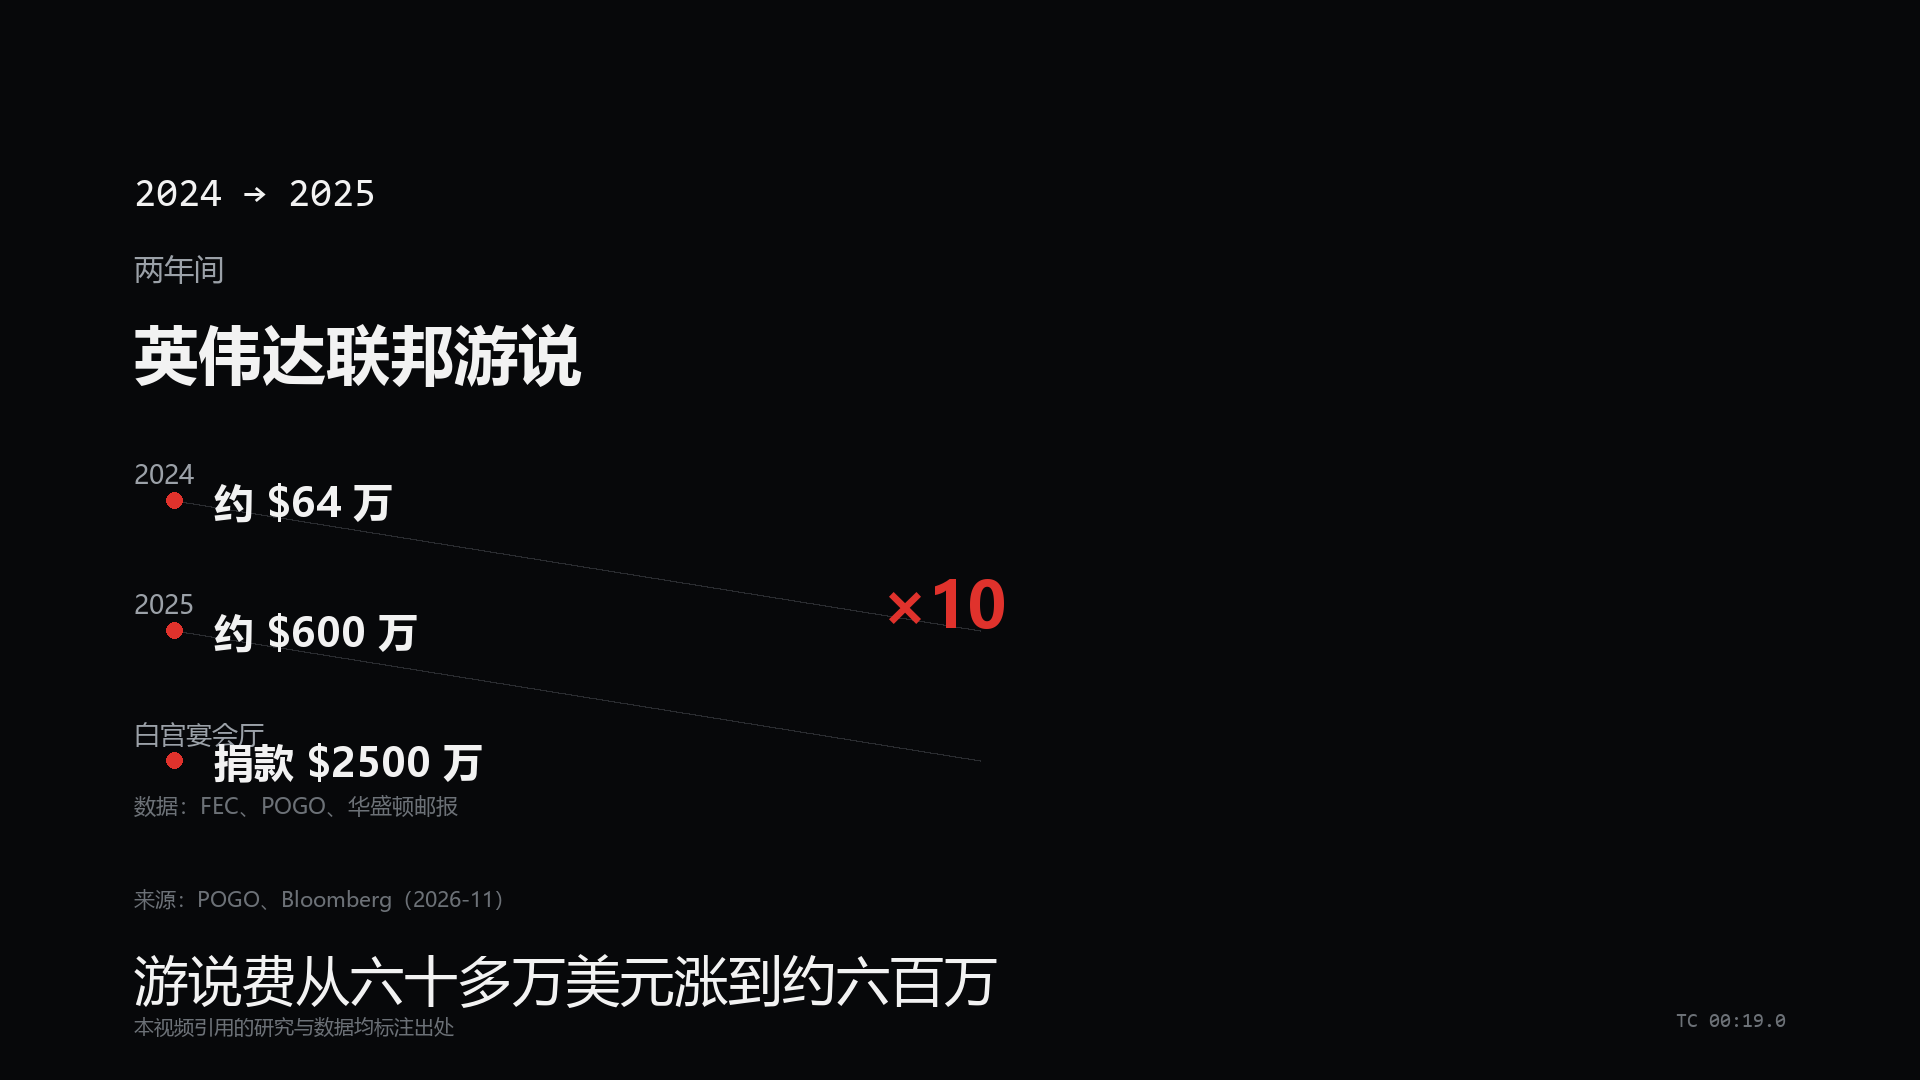 2024 → 2025
两年间
英伟达联邦游说
2024
约 $64 万
×10
2025
约 $600 万
白宫宴会厅
捐款 $2500 万
数据：FEC、POGO、华盛顿邮报
来源：POGO、Bloomberg（2026-11）
游说费从六十多万美元涨到约六百万
本视频引用的研究与数据均标注出处
TC 00:19.0